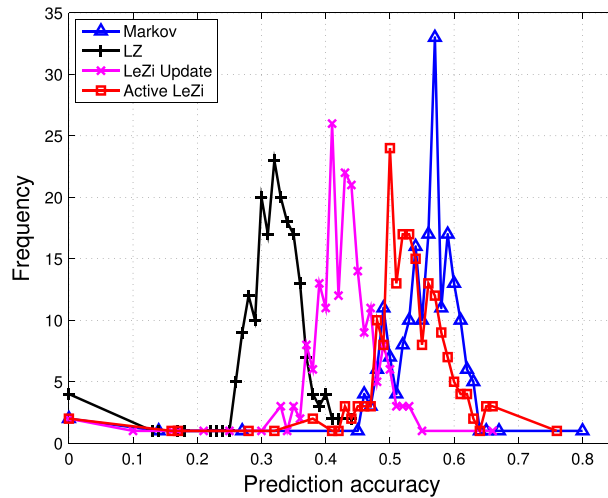 35
30
25
20
15
10
5
0
Frequency
Markov
LZ
LeZi Update
Active LeZi
0 0.1 0.2 0.3 0.4 0.5 0.6 0.7 0.8
Prediction accuracy